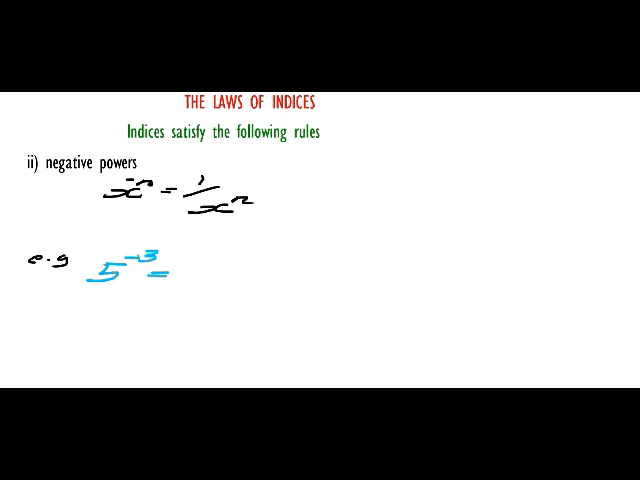 THE LAWS OF INDICES
Indices satisfy the following rules
ii) negative powers
x⁻ⁿ = 1/xⁿ
e.g 5⁻³ =